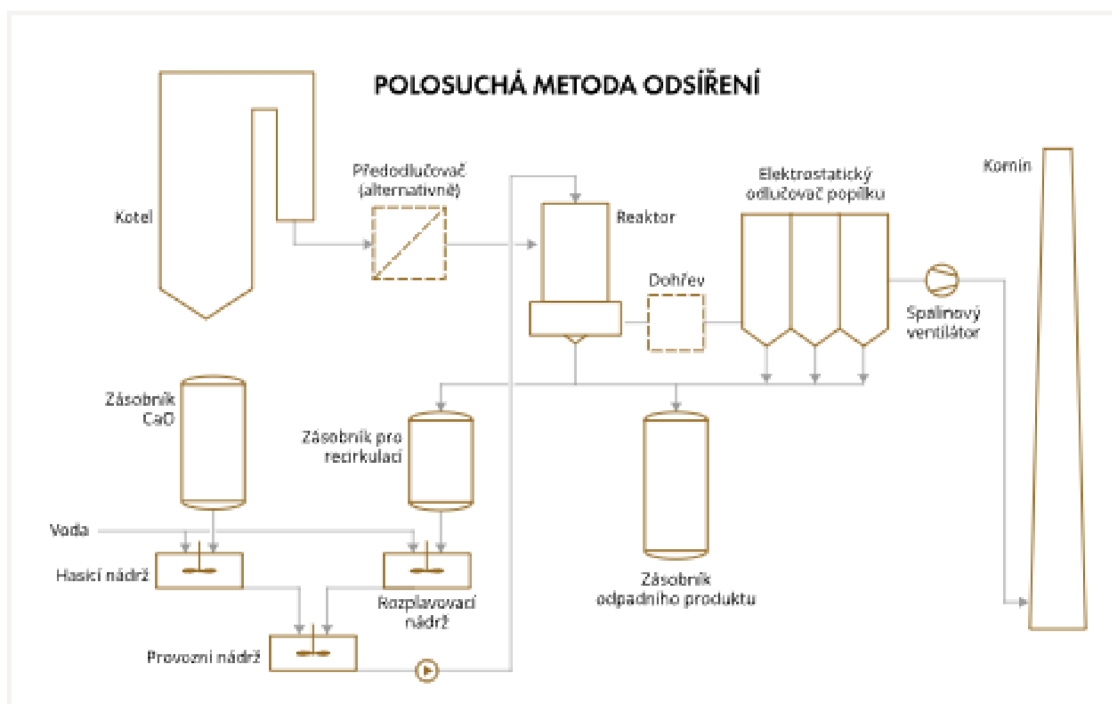 POLOSUCHÁ METODA ODSÍŘENÍ
Kotel
Předodlučovač
(alternativně)
Reaktor
Elektrostatický
odlučovač popílku
Komín
Dohřev
Spalinový
ventilátor
Zásobník
CaO
Zásobník pro
recirkulaci
Voda
Hasicí nádrž
Rozplavovací
nádrž
Zásobník
odpadního produktu
Provozní nádrž